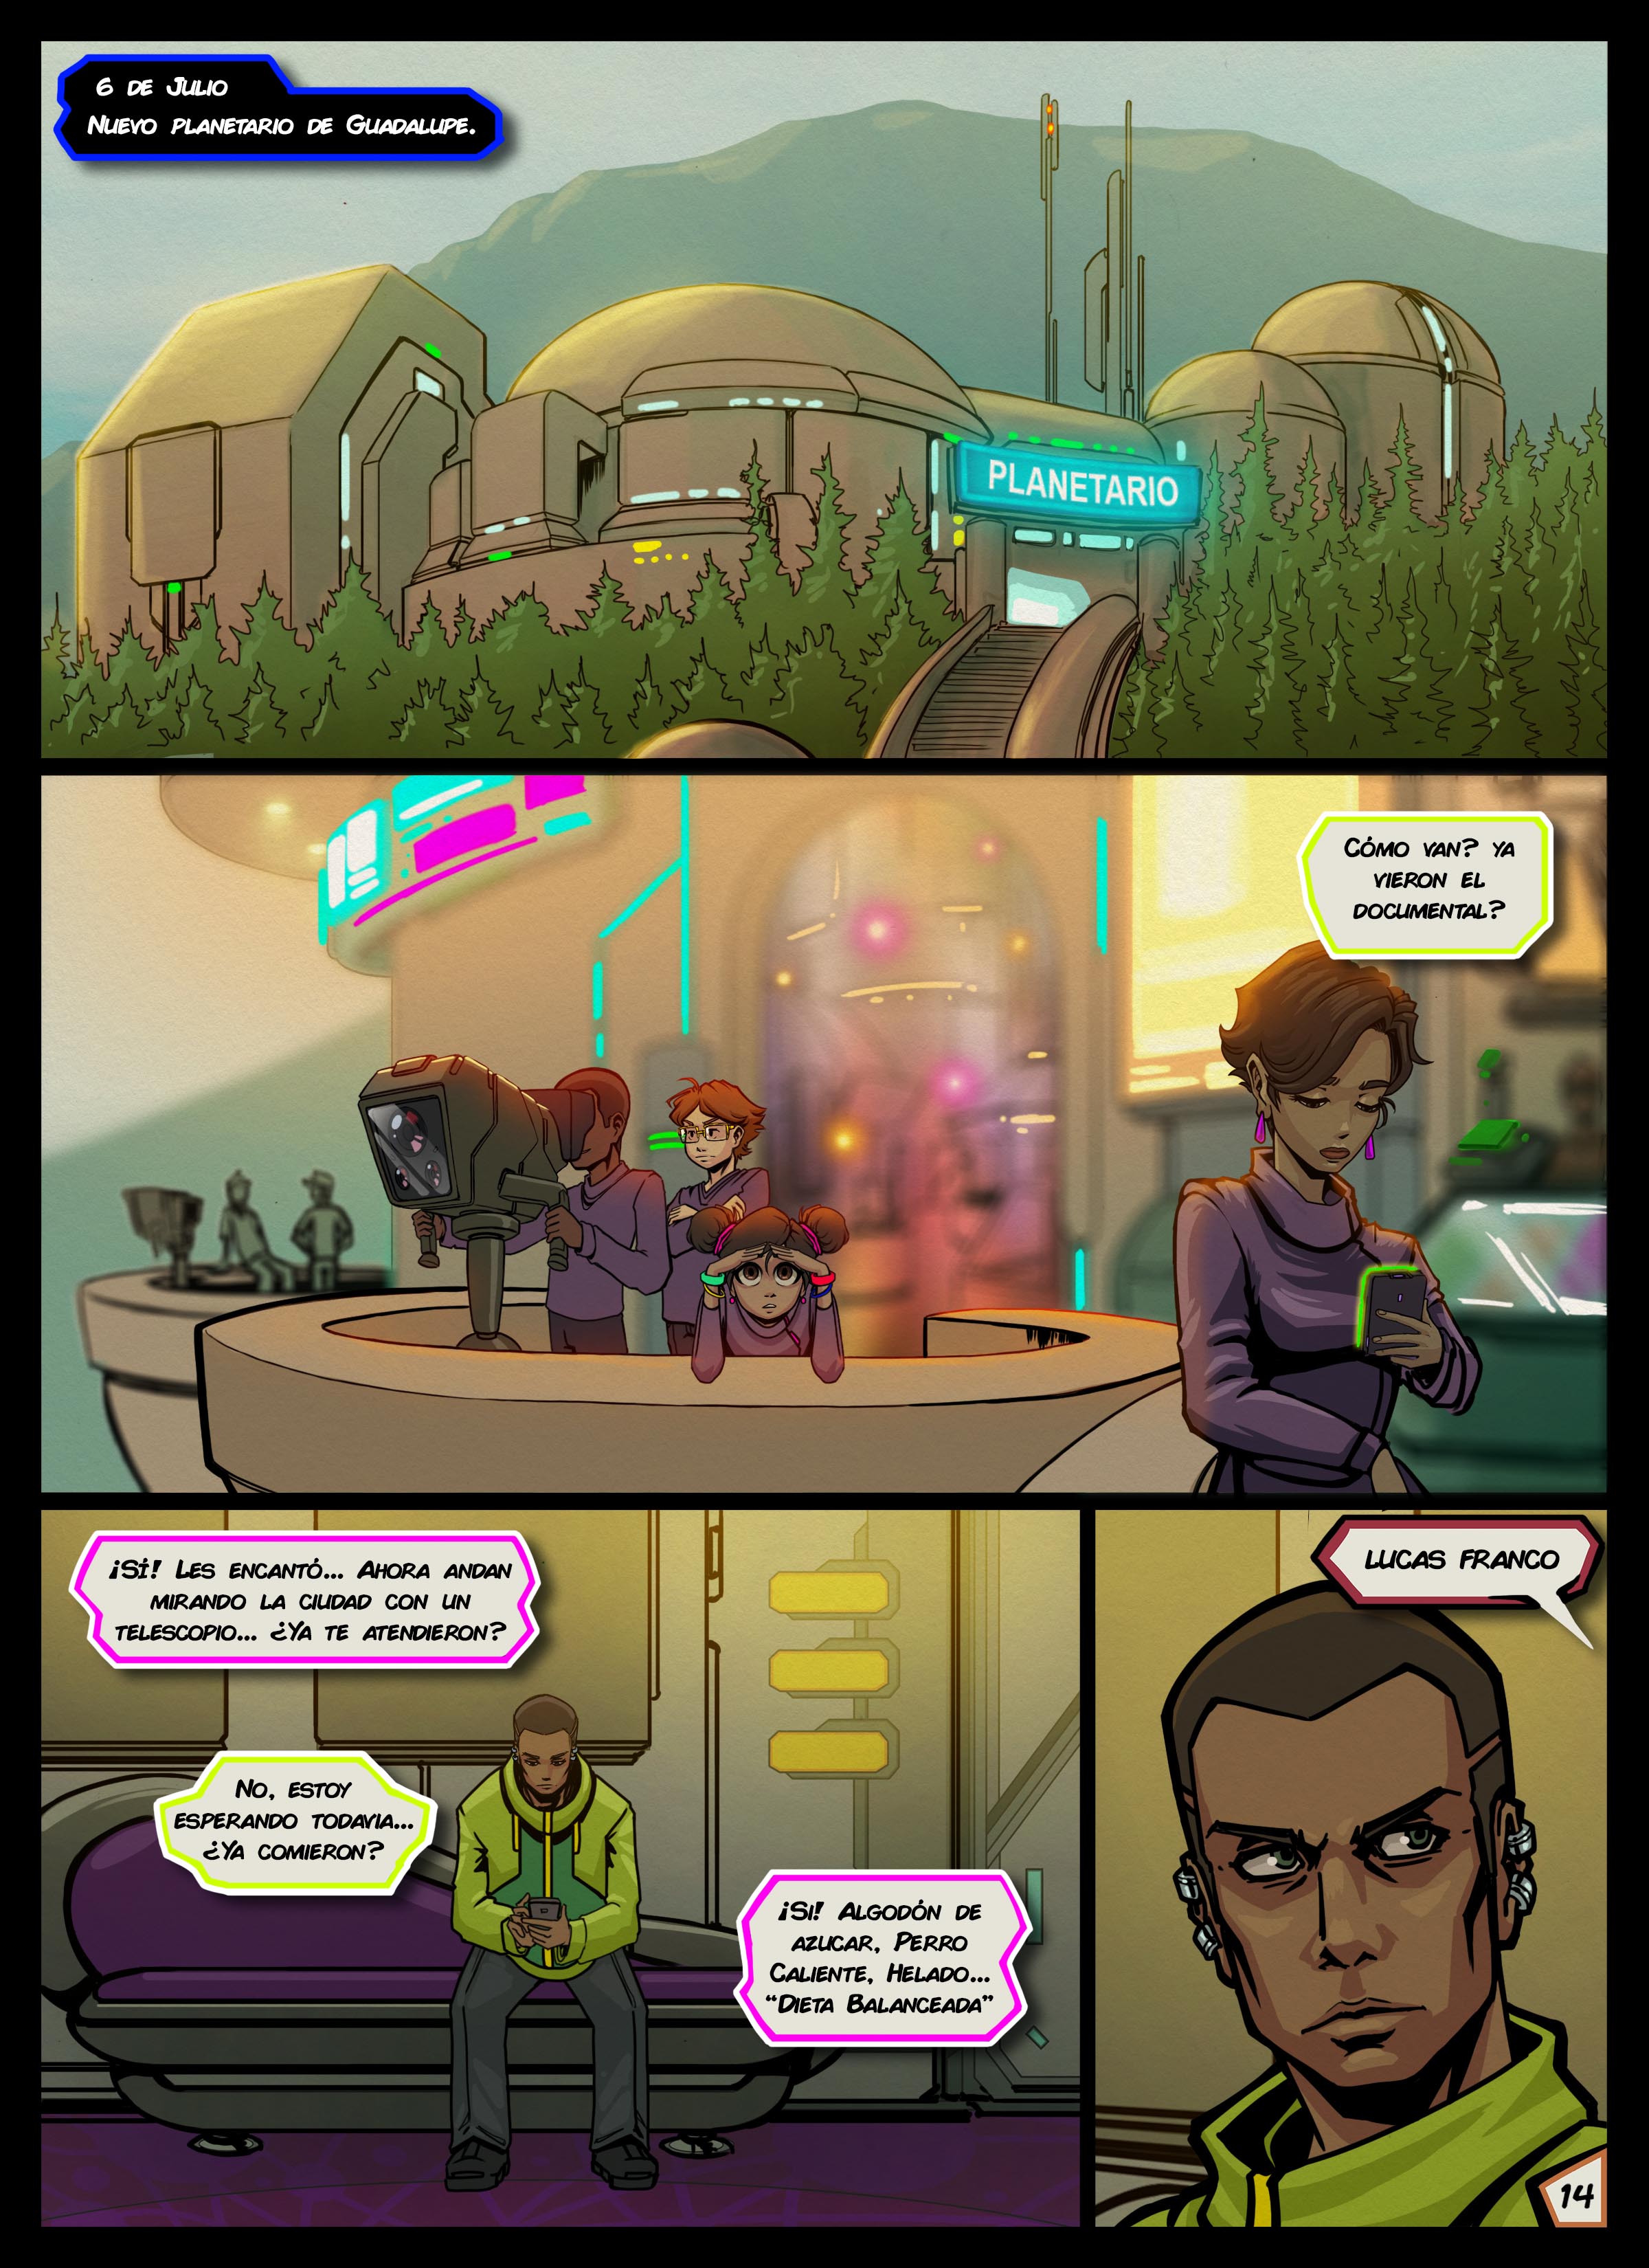 6 DE JULIO
NUEVO PLANETARIO DE GUADALUPE.
PLANETARIO
CÓMO VAN? YA
VIERON EL
DOCUMENTAL?
¡SÍ! LES ENCANTÓ... AHORA ANDAN
MIRANDO LA CIUDAD CON UN
TELESCOPIO... ¿YA TE ATENDIERON?
NO, ESTOY
ESPERANDO TODAVIA...
¿YA COMIERON?
¡SI! ALGODÓN DE
AZUCAR, PERRO
CALIENTE, HELADO...
“DIETA BALANCEADA”
LUCAS FRANCO
14